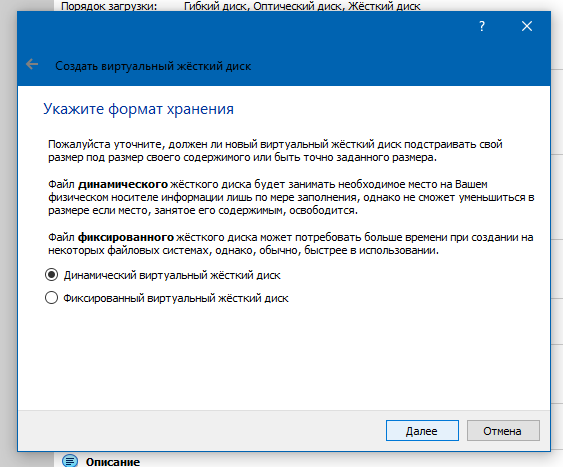 Порядок загрузки: Гибкий диск, Оптический диск, Жёсткий диск
?
Создать виртуальный жёсткий диск
Укажите формат хранения
Пожалуйста уточните, должен ли новый виртуальный жёсткий диск подстраивать свой
размер под размер своего содержимого или быть точно заданного размера.
Файл динамического жёсткого диска будет занимать необходимое место на Вашем
физическом носителе информации лишь по мере заполнения, однако не сможет уменьшиться в
размере если место, занятое его содержимым, освободится.
Файл фиксированного жёсткого диска может потребовать больше времени при создании на
некоторых файловых системах, однако, обычно, быстрее в использовании.
Динамический виртуальный жёсткий диск
Фиксированный виртуальный жёсткий диск
Далее Отмена
Описание